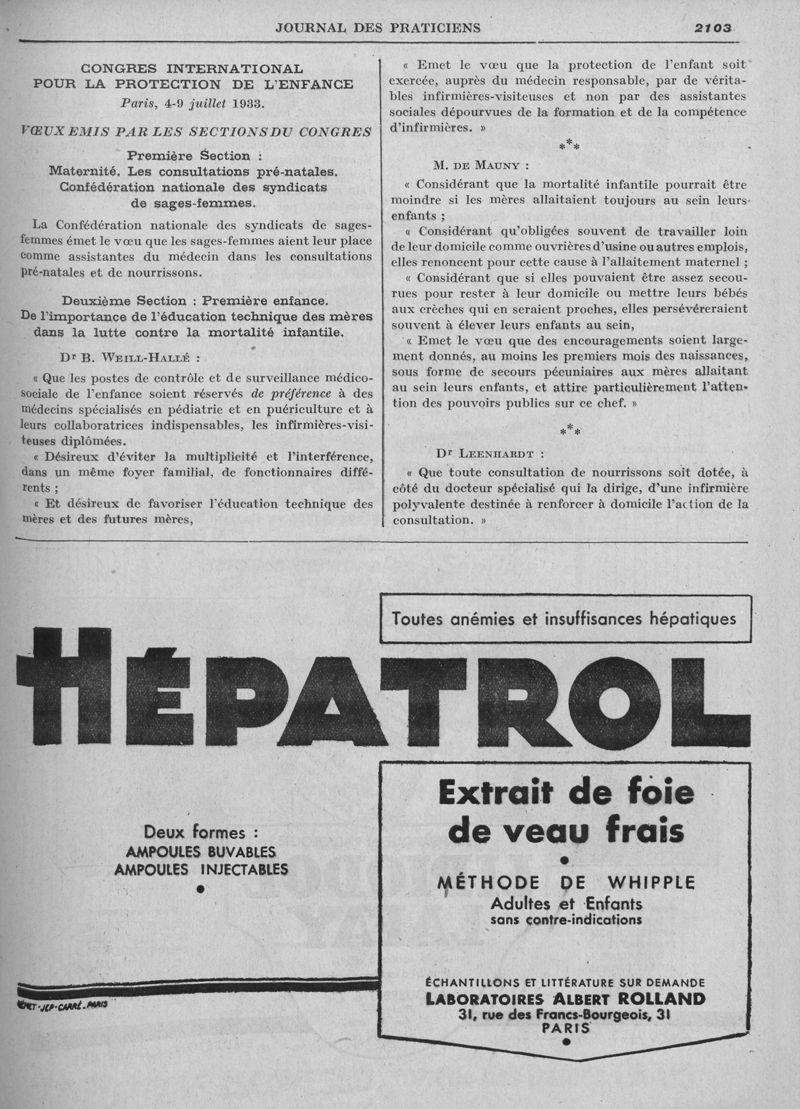 JOURNAL DES PRATICIENS 2103
CONGRES INTERNATIONAL
POUR LA PROTECTION DE L'ENFANCE
Paris, 4-9 juillet 1933.
VŒUX EMIS PAR LES SECTIONS DU CONGRES
Première Section :
Maternité. Les consultations pré-natales.
Confédération nationale des syndicats
de sages-femmes.
La Confédération nationale des syndicats de sages-
femmes émet le vœu que les sages-femmes aient leur place
comme assistantes du médecin dans les consultations
pré-natales et de nourrissons.
Deuxième Section : Première enfance.
De l'importance de l'éducation technique des mères
dans la lutte contre la mortalité infantile.
Dr B. WEILL-HALLÉ :
« Que les postes de contrôle et de surveillance médico-
sociale de l'enfance soient réservés de préférence à des
médecins spécialisés en pédiatric et en puériculture et à
leurs collaboratrices indispensables, les infirmières-visi-
teuses diplômées.
« Désireux d'éviter la multiplicité et l'interférence,
dans un même foyer familial, de fonctionnaires diffé-
rents ;
« Et désireux de favoriser l'éducation technique des
mères et des futures mères,
« Emet le vœu que la protection de l'enfant soit
exercée, auprès du médecin responsable, par de vérita-
bles infirmières-visiteuses et non par des assistantes
sociales dépourvues de la formation et de la compétence
d'infirmières. »
***
M. DE MAUNY :
« Considérant que la mortalité infantile pourrait être
moindre si les mères allaitaient toujours au sein leurs
enfants ;
« Considérant qu'obligées souvent de travailler loin
de leur domicile comme ouvrières d'usine ou autres emplois,
elles renoncent pour cette cause à l'allaitement maternel ;
« Considérant que si elles pouvaient être assez secou-
rues pour rester à leur domicile ou mettre leurs bébés
aux crèches qui en seraient proches, elles persévéreraient
souvent à élever leurs enfants au sein,
« Emet le vœu que des encouragements soient large-
ment donnés, au moins les premiers mois des naissances,
sous forme de secours pécuniaires aux mères allaitant
au sein leurs enfants, et attire particulièrement l'atten-
tion des pouvoirs publics sur ce chef. »
***
Dr LEENHARDT :
« Que toute consultation de nourrissons soit dotée, à
côté du docteur spécialisé qui la dirige, d'une infirmière
polyvalente destinée à renforcer à domicile l'action de la
consultation. »
Toutes anémies et insuffisances hépatiques
HÉPATROL
Deux formes :
AMPOULES BUVABLES
AMPOULES INJECTABLES
Extrait de foie
de veau frais
MÉTHODE DE WHIPPLE
Adultes et Enfants
sans contre-indications
ÉCHANTILLONS ET LITTÉRATURE SUR DEMANDE
LABORATOIRES ALBERT ROLLAND
31, rue des Francs-Bourgeois, 31
PARIS
JEP-CARRÉ-PARIS